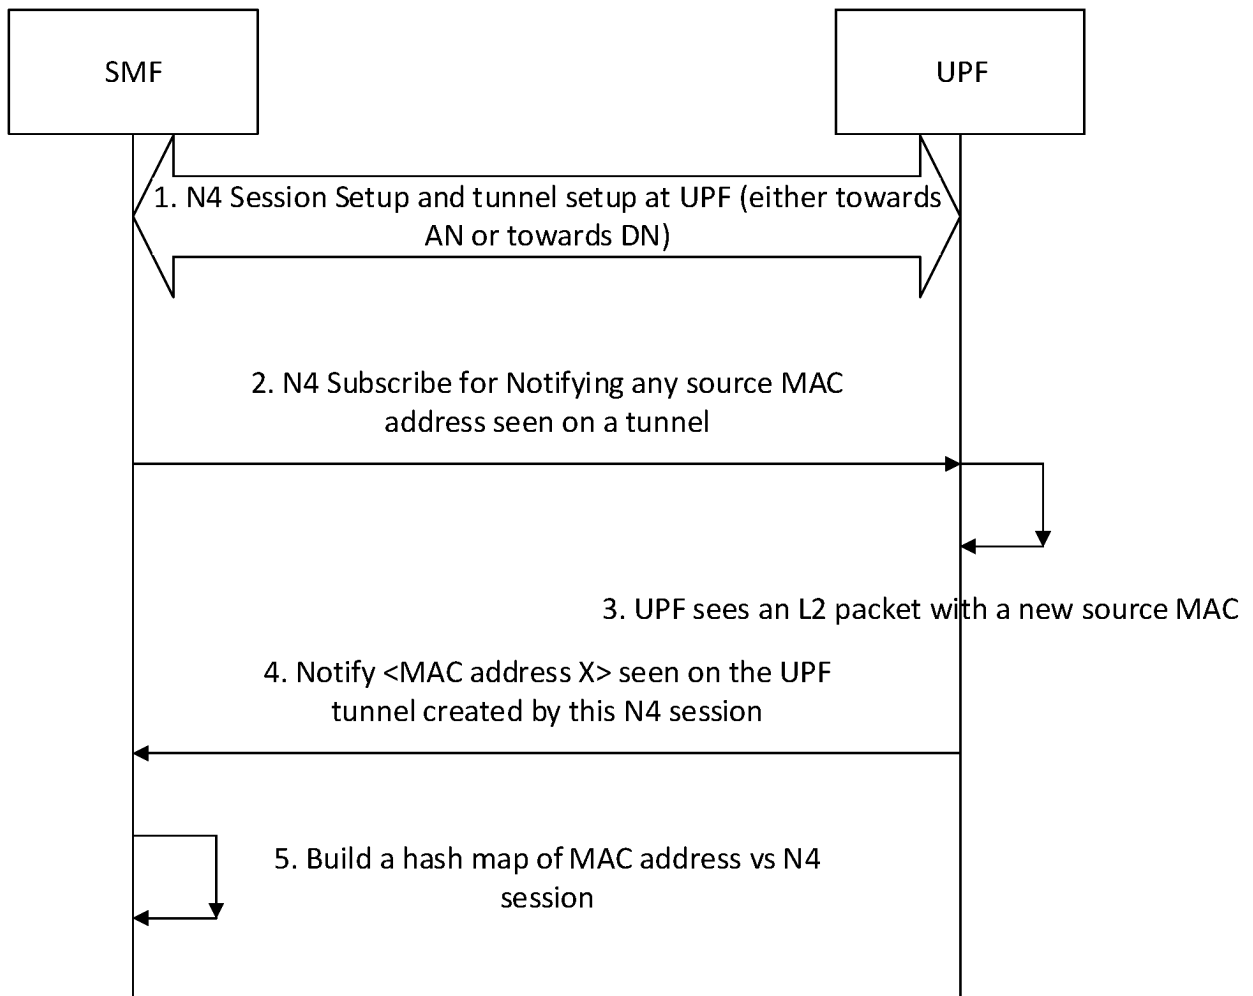 SMF
UPF
1. N4 Session Setup and tunnel setup at UPF (either towards
AN or towards DN)
2. N4 Subscribe for Notifying any source MAC
address seen on a tunnel
3. UPF sees an L2 packet with a new source MAC
4. Notify <MAC address X> seen on the UPF
tunnel created by this N4 session
5. Build a hash map of MAC address vs N4
session